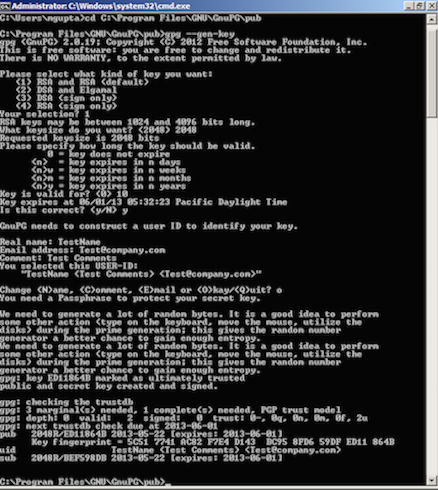 Administrator: C:\Windows\system32\cmd.exe
C:\Users\mgupta>cd C:\Program Files\GNU\GnuPG\pub
C:\Program Files\GNU\GnuPG\pub>gpg --gen-key
gpg (GnuPG) 2.0.19; Copyright (C) 2012 Free Software Foundation, Inc.
This is free software: you are free to change and redistribute it.
There is NO WARRANTY, to the extent permitted by law.
Please select what kind of key you want:
(1) RSA and RSA (default)
(2) DSA and Elgamal
(3) DSA (sign only)
(4) RSA (sign only)
Your selection? 1
RSA keys may be between 1024 and 4096 bits long.
What keysize do you want? (2048) 2048
Requested keysize is 2048 bits
Please specify how long the key should be valid.
0 = key does not expire
<n> = key expires in n days
<n>w = key expires in n weeks
<n>m = key expires in n months
<n>y = key expires in n years
Key is valid for? (0) 10
Key expires at 06/01/13 05:32:23 Pacific Daylight Time
Is this correct? (y/N) y
GnuPG needs to construct a user ID to identify your key.
Real name: TestName
Email address: Test@company.com
Comment: Test Comments
You selected this USER-ID:
"TestName (Test Comments) <Test@company.com>"
Change (N)ame, (C)omment, (E)mail or (O)kay/(Q)uit? o
You need a Passphrase to protect your secret key.
We need to generate a lot of random bytes. It is a good idea to perform
some other action (type on the keyboard, move the mouse, utilize the
disks) during the prime generation; this gives the random number
generator a better chance to gain enough entropy.
We need to generate a lot of random bytes. It is a good idea to perform
some other action (type on the keyboard, move the mouse, utilize the
disks) during the prime generation; this gives the random number
generator a better chance to gain enough entropy.
gpg: key ED11864B marked as ultimately trusted
public and secret key created and signed.
gpg: checking the trustdb
gpg: 3 marginal(s) needed, 1 complete(s) needed, PGP trust model
gpg: depth: 0 valid: 2 signed: 0 trust: 0-, 0q, 0n, 0m, 0f, 2u
gpg: next trustdb check due at 2013-06-01
pub 2048R/ED11864B 2013-05-22 [expires: 2013-06-01]
Key fingerprint = 5C51 7741 AC82 F7E4 D143 BC95 8FD6 59DF ED11 864B
uid TestName (Test Comments) <Test@company.com>
sub 2048R/BEF598DB 2013-05-22 [expires: 2013-06-01]
C:\Program Files\GNU\GnuPG\pub>_